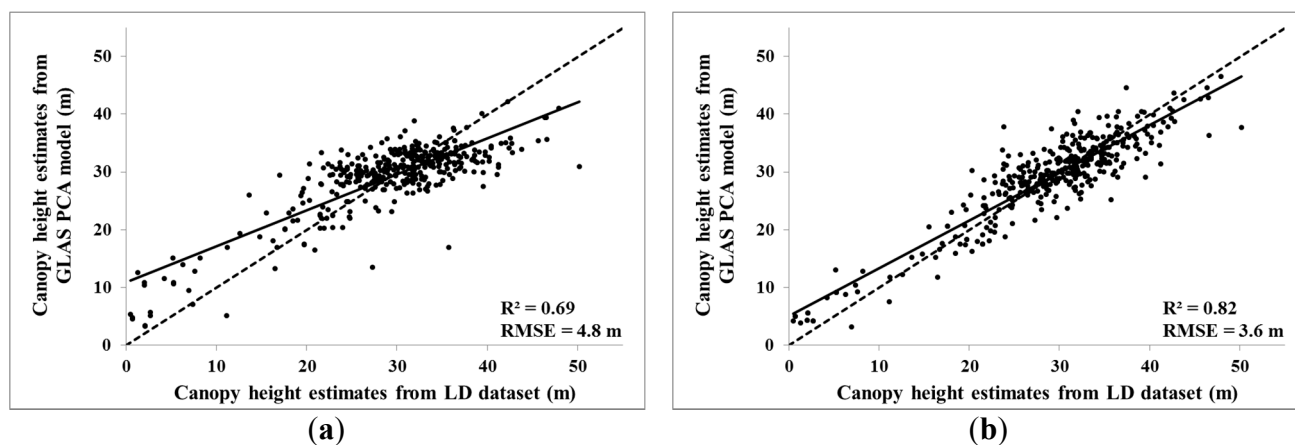 Canopy height estimates from
GLAS PCA model (m)
50
40
30
20
10
0
R² = 0.69
RMSE = 4.8 m
0 10 20 30 40 50
Canopy height estimates from LD dataset (m)
(a)
Canopy height estimates from
GLAS PCA model (m)
50
40
30
20
10
0
R² = 0.82
RMSE = 3.6 m
0 10 20 30 40 50
Canopy height estimates from LD dataset (m)
(b)